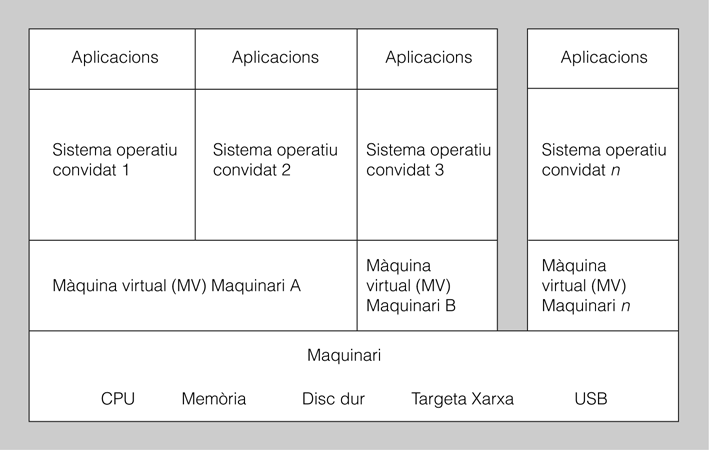 Aplicacions
Aplicacions
Aplicacions
Aplicacions
Sistema operatiu
convidat 1
Sistema operatiu
convidat 2
Sistema operatiu
convidat 3
Sistema operatiu
convidat n
Màquina virtual (MV) Maquinari A
Màquina
virtual (MV)
Maquinari B
Màquina
virtual (MV)
Maquinari n
Maquinari
CPU
Memòria
Disc dur
Targeta Xarxa
USB